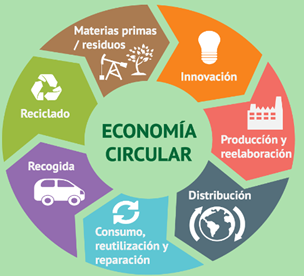 Materias primas
/ residuos
Innovación
Producción y
reelaboración
Distribución
Consumo,
reutilización y
reparación
Recogida
Reciclado
ECONOMÍA
CIRCULAR